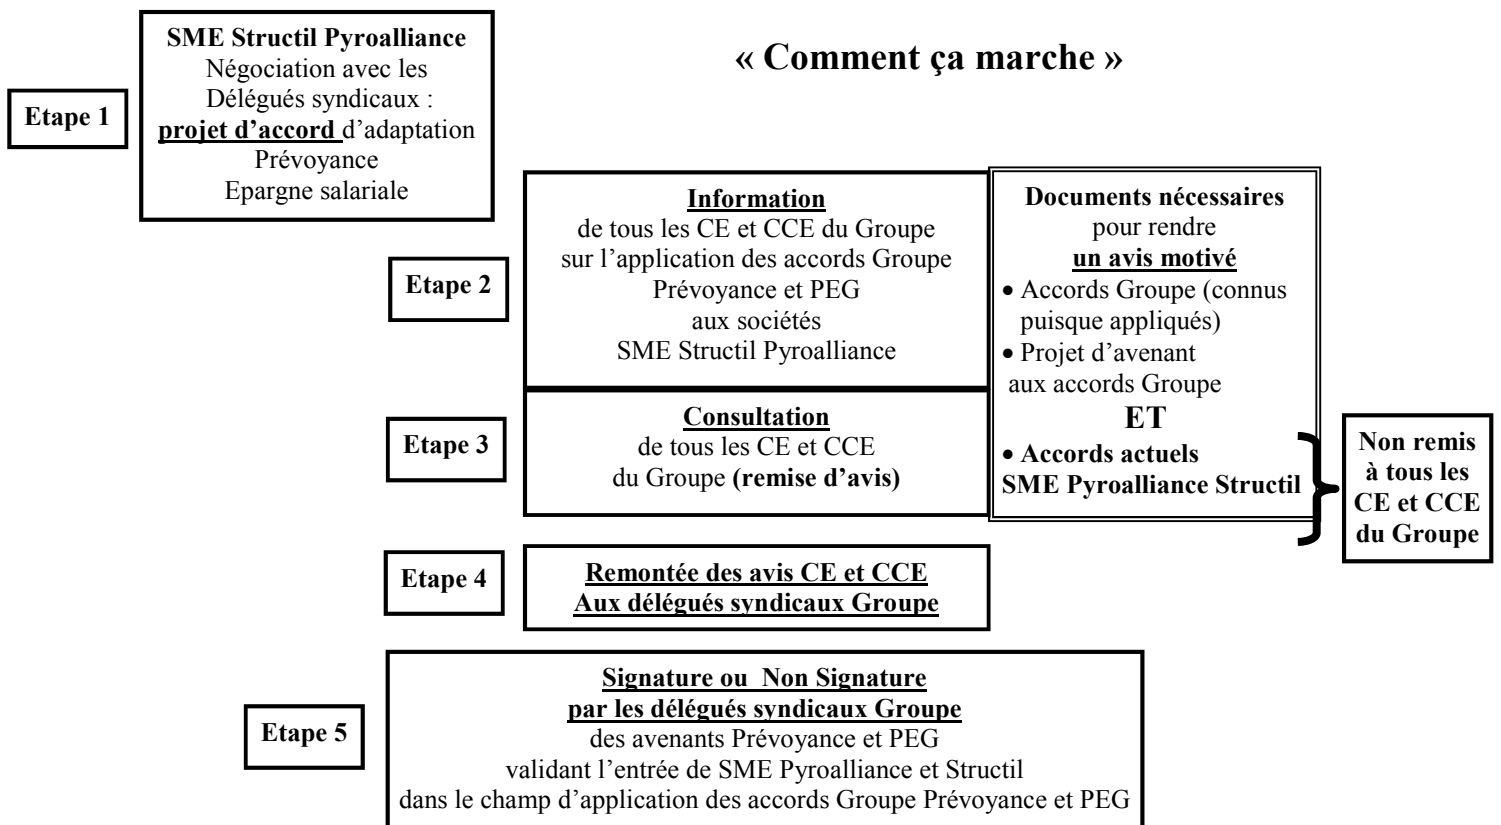 « Comment ça marche »
Etape 1
SME Structil Pyroalliance
Négociation avec les
Délégués syndicaux :
projet d’accord d’adaptation
Prévoyance
Epargne salariale
Etape 2
Information
de tous les CE et CCE du Groupe
sur l’application des accords Groupe
Prévoyance et PEG
aux sociétés
SME Structil Pyroalliance
Documents nécessaires
pour rendre
un avis motivé
• Accords Groupe (connus
puisque appliqués)
• Projet d’avenant
aux accords Groupe
ET
• Accords actuels
SME Pyroalliance Structil
Non remis
à tous les
CE et CCE
du Groupe
Etape 3
Consultation
de tous les CE et CCE
du Groupe (remise d’avis)
Etape 4
Remontée des avis CE et CCE
Aux délégués syndicaux Groupe
Etape 5
Signature ou Non Signature
par les délégués syndicaux Groupe
des avenants Prévoyance et PEG
validant l’entrée de SME Pyroalliance et Structil
dans le champ d’application des accords Groupe Prévoyance et PEG